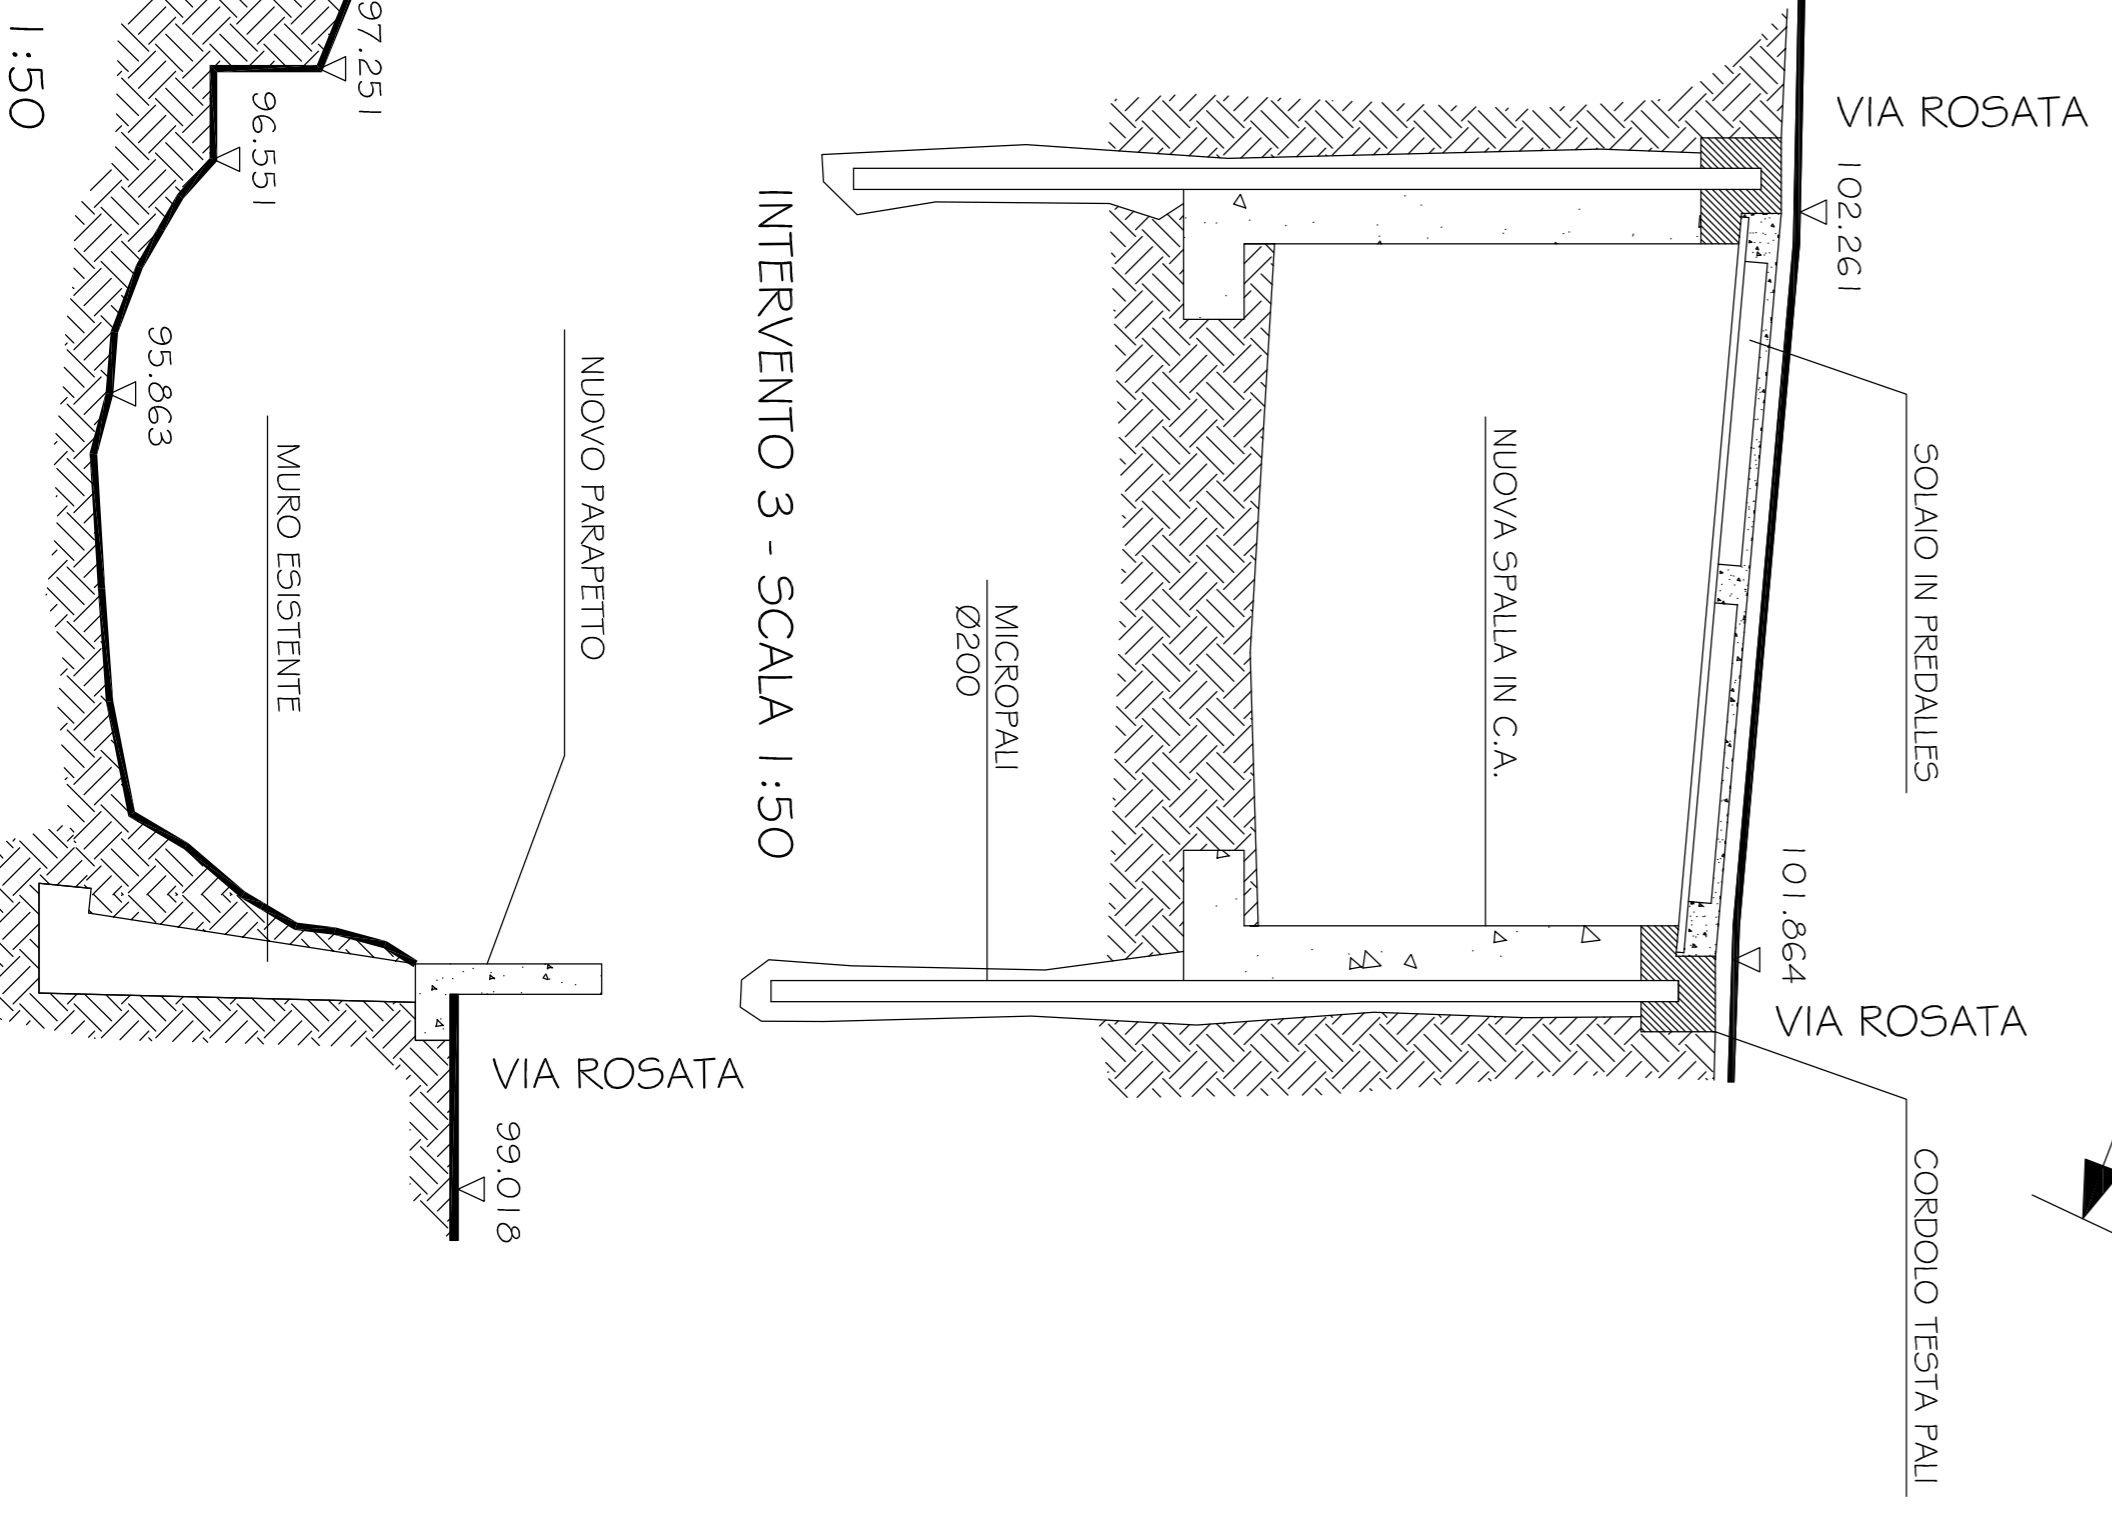 VIA ROSATA
102.261
SOLAIO IN PREDALLES
101.864
VIA ROSATA
CORDOLO TESTA PALI
NUOVA SPALLA IN C.A.
MICROPALI
Ø200
INTERVENTO 3 - SCALA 1:50
NUOVO PARAPETTO
VIA ROSATA
99.018
97.251
96.551
95.863
MURO ESISTENTE
1:50